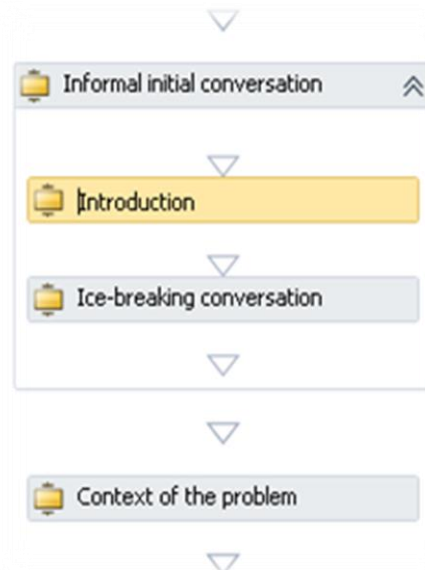 Informal initial conversation
Introduction
Ice-breaking conversation
Context of the problem